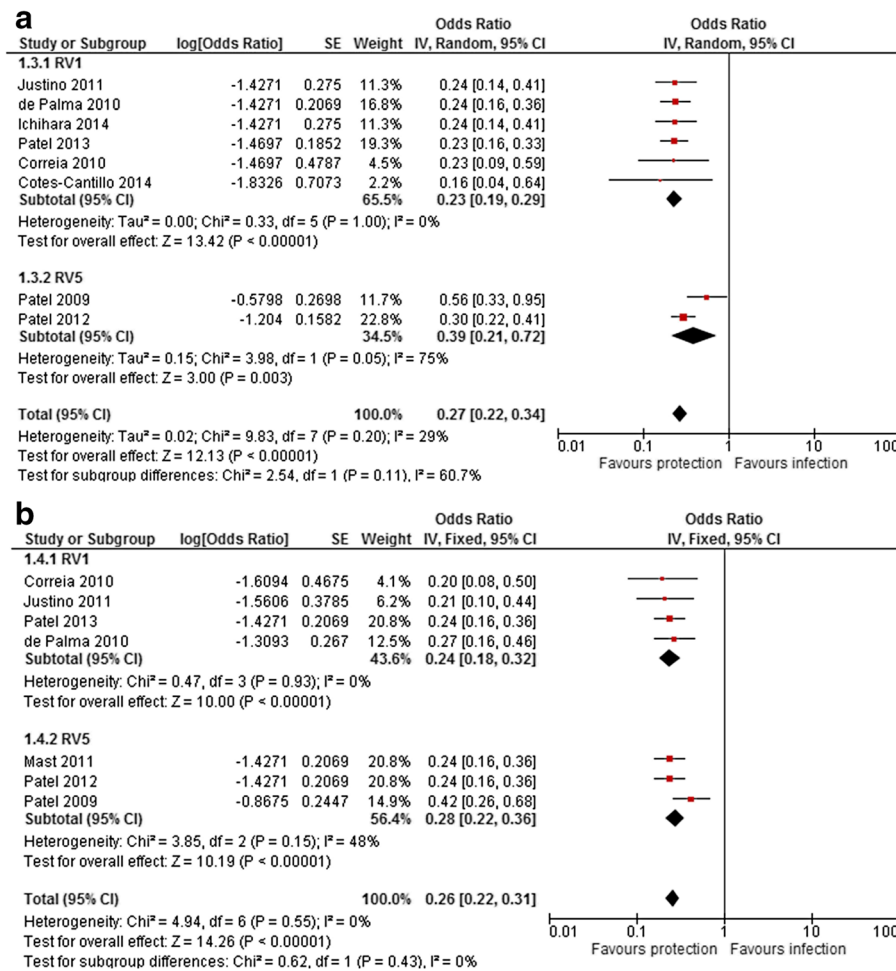 a
Odds Ratio Odds Ratio
Study or Subgroup log[Odds Ratio] SE Weight IV, Random, 95% CI IV, Random, 95% CI
1.3.1 RV1
Justino 2011 -1.4271 0.275 11.3% 0.24 [0.14, 0.41]
de Palma 2010 -1.4271 0.2069 16.8% 0.24 [0.16, 0.36]
Ichihara 2014 -1.4271 0.275 11.3% 0.24 [0.14, 0.41]
Patel 2013 -1.4697 0.1852 19.3% 0.23 [0.16, 0.33]
Correia 2010 -1.4697 0.4787 4.5% 0.23 [0.09, 0.59]
Cotes-Cantillo 2014 -1.8326 0.7073 2.2% 0.16 [0.04, 0.64]
Subtotal (95% CI) 65.5% 0.23 [0.19, 0.29]
Heterogeneity: Tau² = 0.00; Chi² = 0.33, df = 5 (P = 1.00); I² = 0%
Test for overall effect: Z = 13.42 (P < 0.00001)
1.3.2 RV5
Patel 2009 -0.5798 0.2698 11.7% 0.56 [0.33, 0.95]
Patel 2012 -1.204 0.1582 22.8% 0.30 [0.22, 0.41]
Subtotal (95% CI) 34.5% 0.39 [0.21, 0.72]
Heterogeneity: Tau² = 0.15; Chi² = 3.98, df = 1 (P = 0.05); I² = 75%
Test for overall effect: Z = 3.00 (P = 0.003)
Total (95% CI) 100.0% 0.27 [0.22, 0.34]
Heterogeneity: Tau² = 0.02; Chi² = 9.83, df = 7 (P = 0.20); I² = 29%
Test for overall effect: Z = 12.13 (P < 0.00001)
Test for subgroup differences: Chi² = 2.54, df = 1 (P = 0.11), I² = 60.7%
0.01 0.1 1 10 100
Favours protection Favours infection
b
Odds Ratio Odds Ratio
Study or Subgroup log[Odds Ratio] SE Weight IV, Fixed, 95% CI IV, Fixed, 95% CI
1.4.1 RV1
Correia 2010 -1.6094 0.4675 4.1% 0.20 [0.08, 0.50]
Justino 2011 -1.5606 0.3785 6.2% 0.21 [0.10, 0.44]
Patel 2013 -1.4271 0.2069 20.8% 0.24 [0.16, 0.36]
de Palma 2010 -1.3093 0.267 12.5% 0.27 [0.16, 0.46]
Subtotal (95% CI) 43.6% 0.24 [0.18, 0.32]
Heterogeneity: Chi² = 0.47, df = 3 (P = 0.93); I² = 0%
Test for overall effect: Z = 10.00 (P < 0.00001)
1.4.2 RV5
Mast 2011 -1.4271 0.2069 20.8% 0.24 [0.16, 0.36]
Patel 2012 -1.4271 0.2069 20.8% 0.24 [0.16, 0.36]
Patel 2009 -0.8675 0.2447 14.9% 0.42 [0.26, 0.68]
Subtotal (95% CI) 56.4% 0.28 [0.22, 0.36]
Heterogeneity: Chi² = 3.85, df = 2 (P = 0.15); I² = 48%
Test for overall effect: Z = 10.19 (P < 0.00001)
Total (95% CI) 100.0% 0.26 [0.22, 0.31]
Heterogeneity: Chi² = 4.94, df = 6 (P = 0.55); I² = 0%
Test for overall effect: Z = 14.26 (P < 0.00001)
Test for subgroup differences: Chi² = 0.62, df = 1 (P = 0.43), I² = 0%
0.01 0.1 1 10 100
Favours protection Favours infection